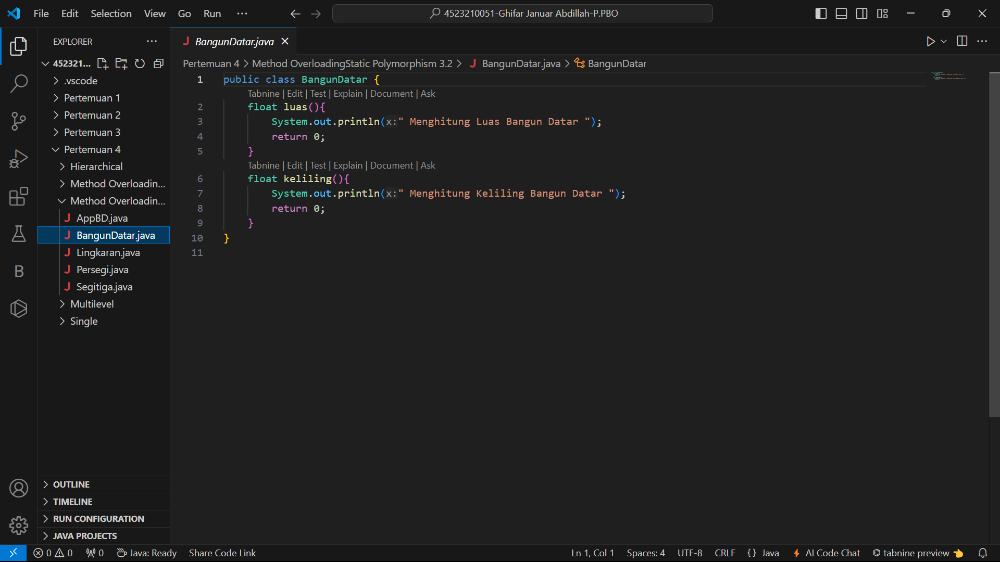 File Edit Selection View Go Run ··· 4523210051-Ghifar Januar Abdillah-P.PBO
EXPLORER
452321...
.vscode
Pertemuan 1
Pertemuan 2
Pertemuan 3
Pertemuan 4
Hierarchical
Method Overloadin...
Method Overloadin...
AppBD.java
BangunDatar.java
Lingkaran.java
Persegi.java
Segitiga.java
Multilevel
Single
OUTLINE
TIMELINE
RUN CONFIGURATION
JAVA PROJECTS
B
BangunDatar.java
Pertemuan 4 > Method OverloadingStatic Polymorphism 3.2 > J BangunDatar.java > BangunDatar
1 public class BangunDatar {
Tabnine | Edit | Test | Explain | Document | Ask
2 float luas(){
3 System.out.println(x:" Menghitung Luas Bangun Datar ");
4 return 0;
5 }
Tabnine | Edit | Test | Explain | Document | Ask
6 float keliling(){
7 System.out.println(x:" Menghitung Keliling Bangun Datar ");
8 return 0;
9 }
10 }
11
0 0 0 Java: Ready Share Code Link Ln 1, Col 1 Spaces: 4 UTF-8 CRLF {} Java AI Code Chat tabnine preview